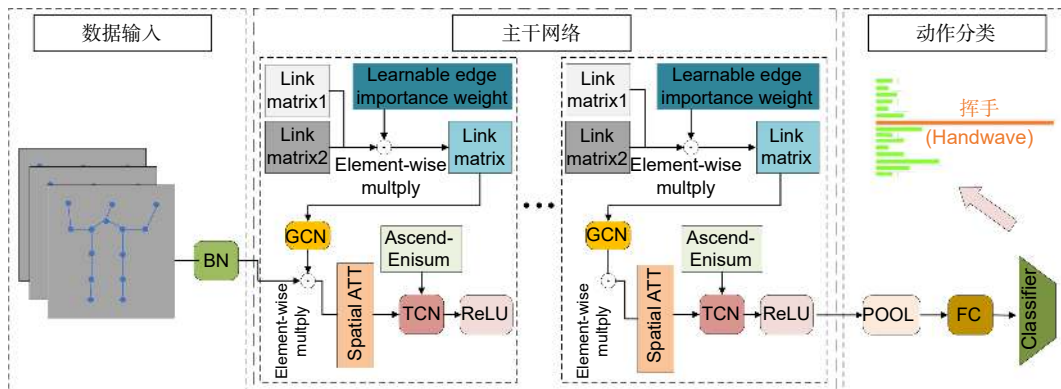 数据输入
主干网络
动作分类
Link
matrix1
Learnable edge
importance weight
Link
matrix2
Element-wise
multply
Link
matrix
GCN
BN
Element-wise
multply
Spatial ATT
Ascend-
Enisum
TCN
ReLU
Link
matrix1
Learnable edge
importance weight
Link
matrix2
Element-wise
multply
Link
matrix
GCN
Element-wise
multply
Spatial ATT
Ascend-
Enisum
TCN
ReLU
挥手
(Handwave)
POOL
FC
Classifier